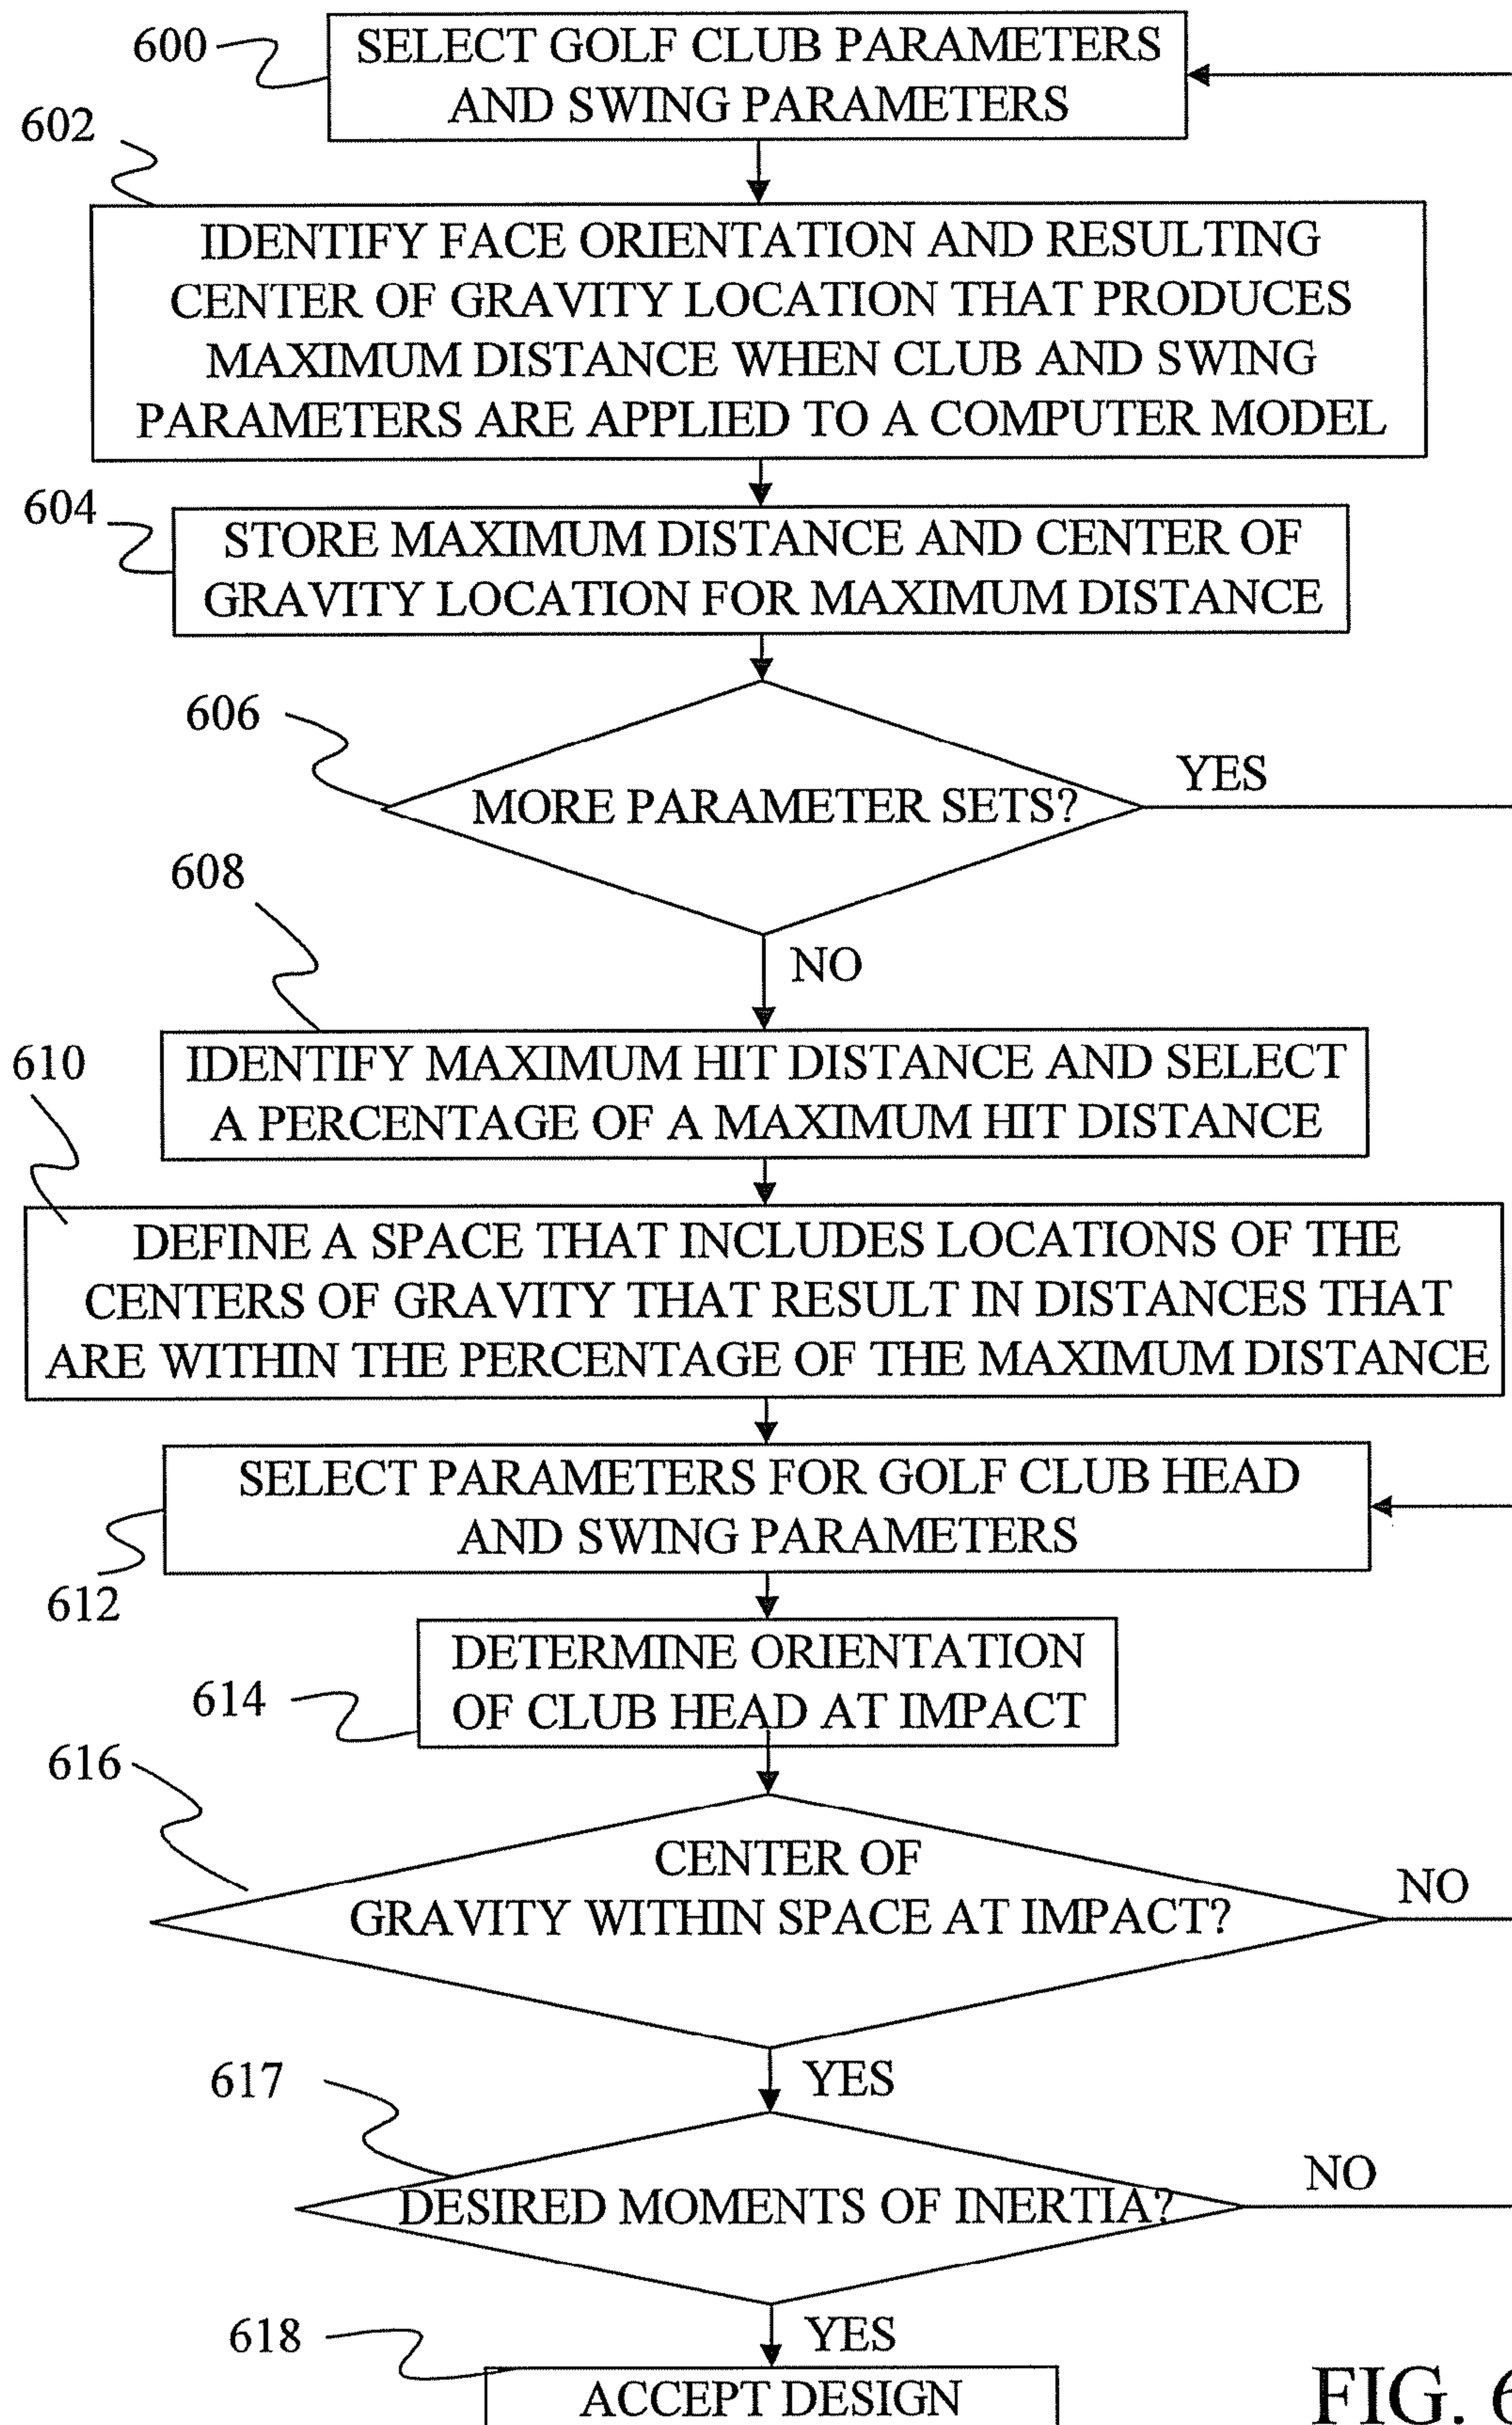 600
SELECT GOLF CLUB PARAMETERS
AND SWING PARAMETERS
602
IDENTIFY FACE ORIENTATION AND RESULTING
CENTER OF GRAVITY LOCATION THAT PRODUCES
MAXIMUM DISTANCE WHEN CLUB AND SWING
PARAMETERS ARE APPLIED TO A COMPUTER MODEL
604
STORE MAXIMUM DISTANCE AND CENTER OF
GRAVITY LOCATION FOR MAXIMUM DISTANCE
606
MORE PARAMETER SETS?
YES
NO
608
IDENTIFY MAXIMUM HIT DISTANCE AND SELECT
A PERCENTAGE OF A MAXIMUM HIT DISTANCE
610
DEFINE A SPACE THAT INCLUDES LOCATIONS OF THE
CENTERS OF GRAVITY THAT RESULT IN DISTANCES THAT
ARE WITHIN THE PERCENTAGE OF THE MAXIMUM DISTANCE
612
SELECT PARAMETERS FOR GOLF CLUB HEAD
AND SWING PARAMETERS
614
DETERMINE ORIENTATION
OF CLUB HEAD AT IMPACT
616
CENTER OF
GRAVITY WITHIN SPACE AT IMPACT?
NO
YES
617
DESIRED MOMENTS OF INERTIA?
NO
YES
618
ACCEPT DESIGN
FIG. 6